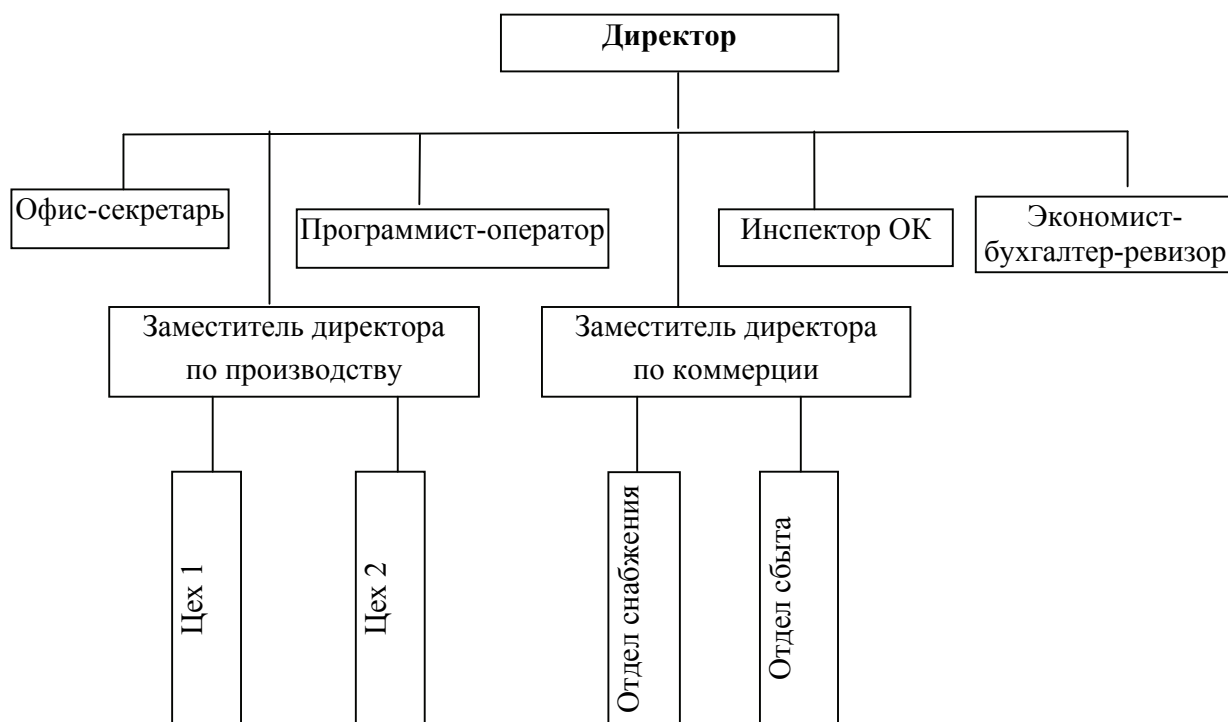 Директор
Офис-секретарь
Программист-оператор
Инспектор ОК
Экономист-
бухгалтер-ревизор
Заместитель директора
по производству
Заместитель директора
по коммерции
Цех 1
Цех 2
Отдел снабжения
Отдел сбыта